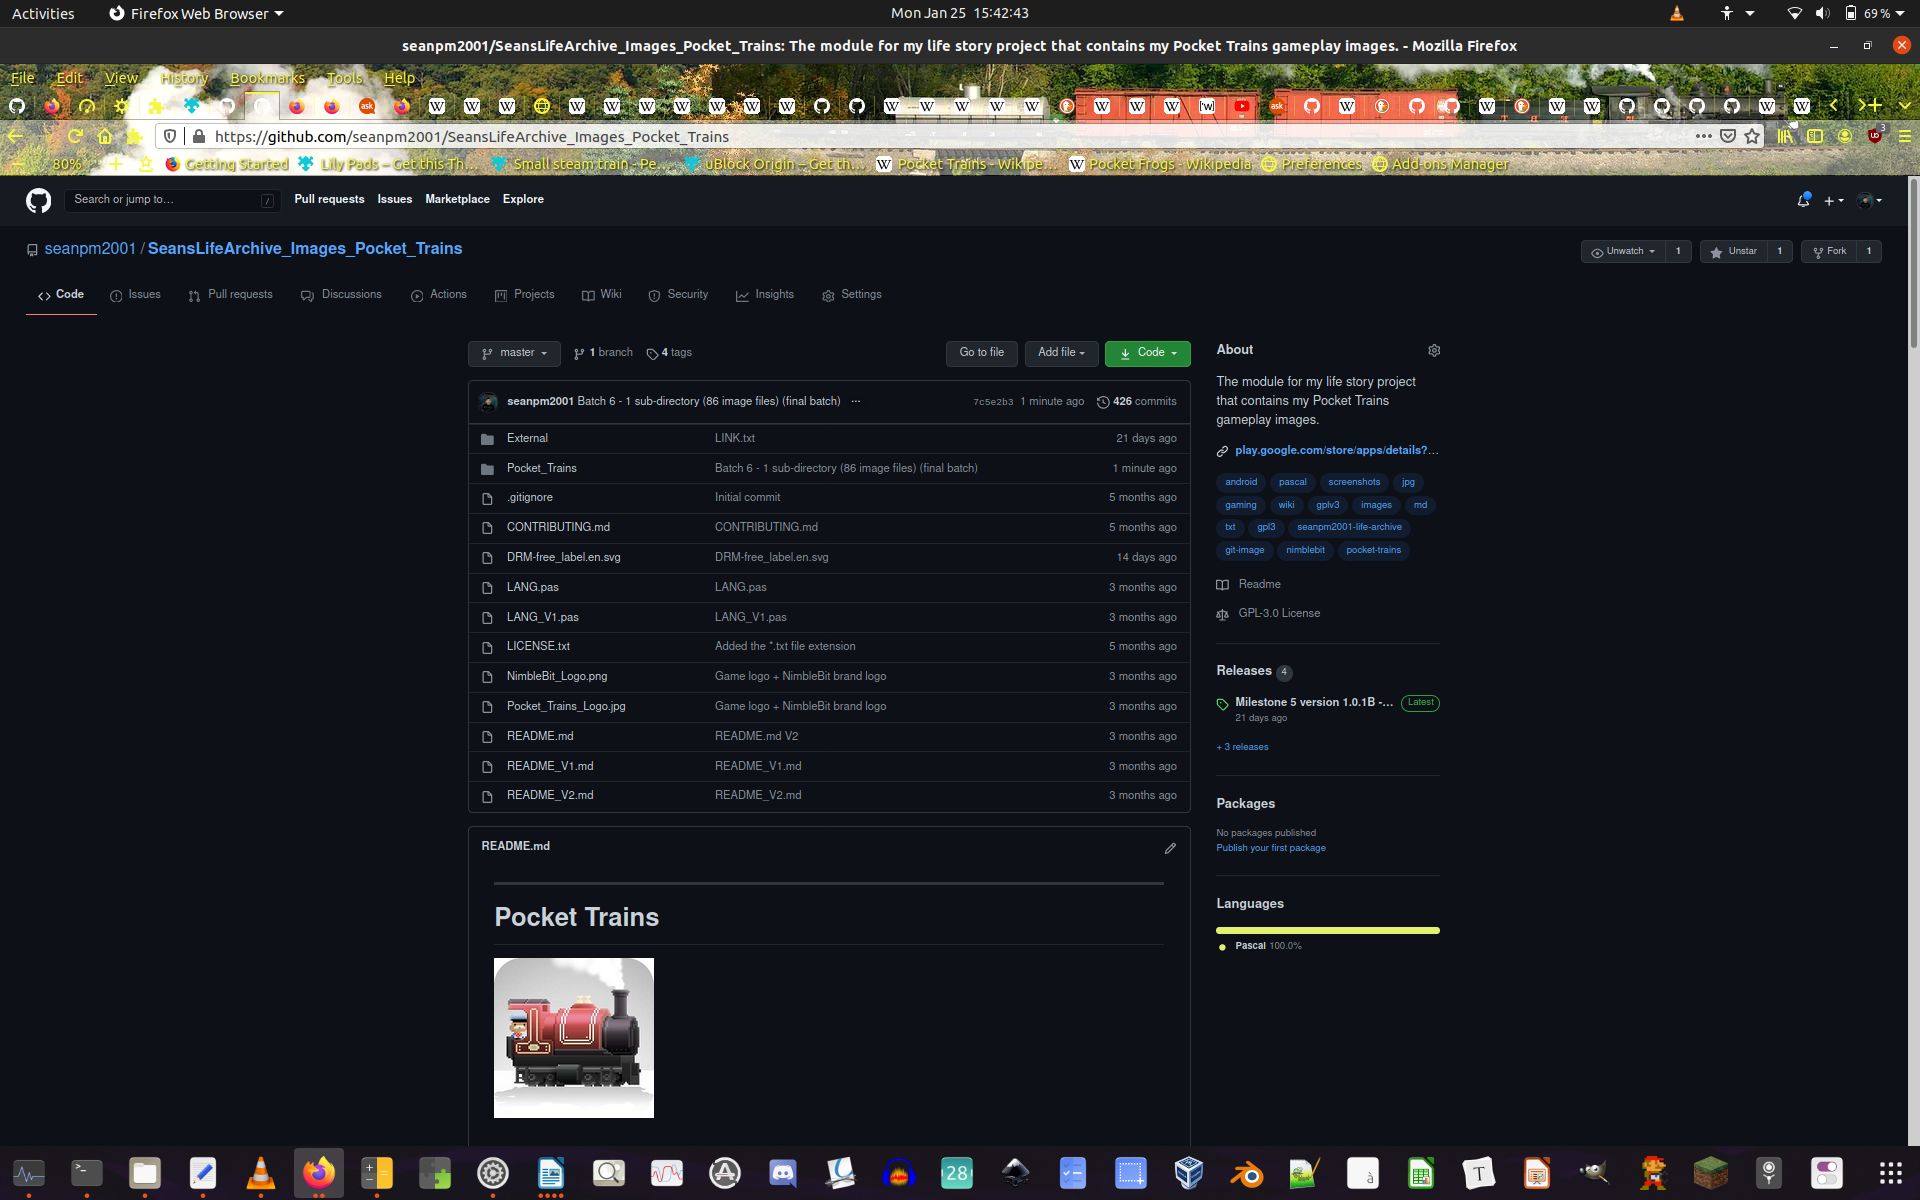 Activities Firefox Web Browser Mon Jan 25 15:42:43 69 %
seanpm2001/SeansLifeArchive_Images_Pocket_Trains: The module for my life story project that contains my Pocket Trains gameplay images. - Mozilla Firefox
File Edit View History Bookmarks Tools Help
https://github.com/seanpm2001/SeansLifeArchive_Images_Pocket_Trains
80% Getting Started Lily Pads – Get this Th… Small steam train - Pe… uBlock Origin – Get th… Pocket Trains - Wikipe… Pocket Frogs - Wikipedia Preferences Add-ons Manager
Search or jump to… / Pull requests Issues Marketplace Explore
seanpm2001 / SeansLifeArchive_Images_Pocket_Trains Unwatch 1 Unstar 1 Fork 1
Code Issues Pull requests Discussions Actions Projects Wiki Security Insights Settings
master 1 branch 4 tags Go to file Add file Code
seanpm2001 Batch 6 - 1 sub-directory (86 image files) (final batch) … 7c5e2b3 1 minute ago 426 commits
External LINK.txt 21 days ago
Pocket_Trains Batch 6 - 1 sub-directory (86 image files) (final batch) 1 minute ago
.gitignore Initial commit 5 months ago
CONTRIBUTING.md CONTRIBUTING.md 5 months ago
DRM-free_label.en.svg DRM-free_label.en.svg 14 days ago
LANG.pas LANG.pas 3 months ago
LANG_V1.pas LANG_V1.pas 3 months ago
LICENSE.txt Added the *.txt file extension 5 months ago
NimbleBit_Logo.png Game logo + NimbleBit brand logo 3 months ago
Pocket_Trains_Logo.jpg Game logo + NimbleBit brand logo 3 months ago
README.md README.md V2 3 months ago
README_V1.md README_V1.md 3 months ago
README_V2.md README_V2.md 3 months ago
README.md
Pocket Trains
About
The module for my life story project
that contains my Pocket Trains
gameplay images.
play.google.com/store/apps/details?…
android pascal screenshots jpg
gaming wiki gplv3 images md
txt gpl3 seanpm2001-life-archive
git-image nimblebit pocket-trains
Readme
GPL-3.0 License
Releases 4
Milestone 5 version 1.0.1B -… Latest
21 days ago
+ 3 releases
Packages
No packages published
Publish your first package
Languages
Pascal 100.0%
28